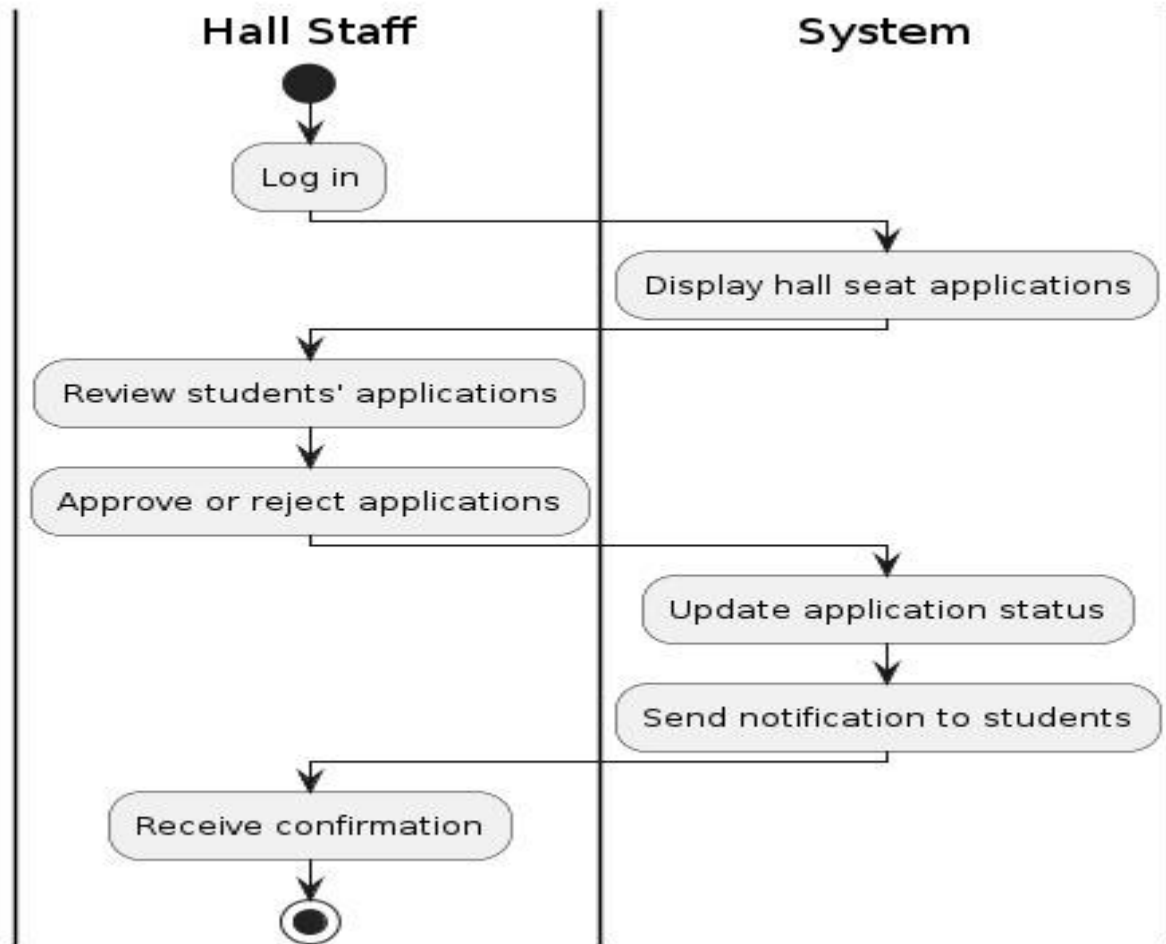 Hall Staff
System
Log in
Display hall seat applications
Review students' applications
Approve or reject applications
Update application status
Send notification to students
Receive confirmation